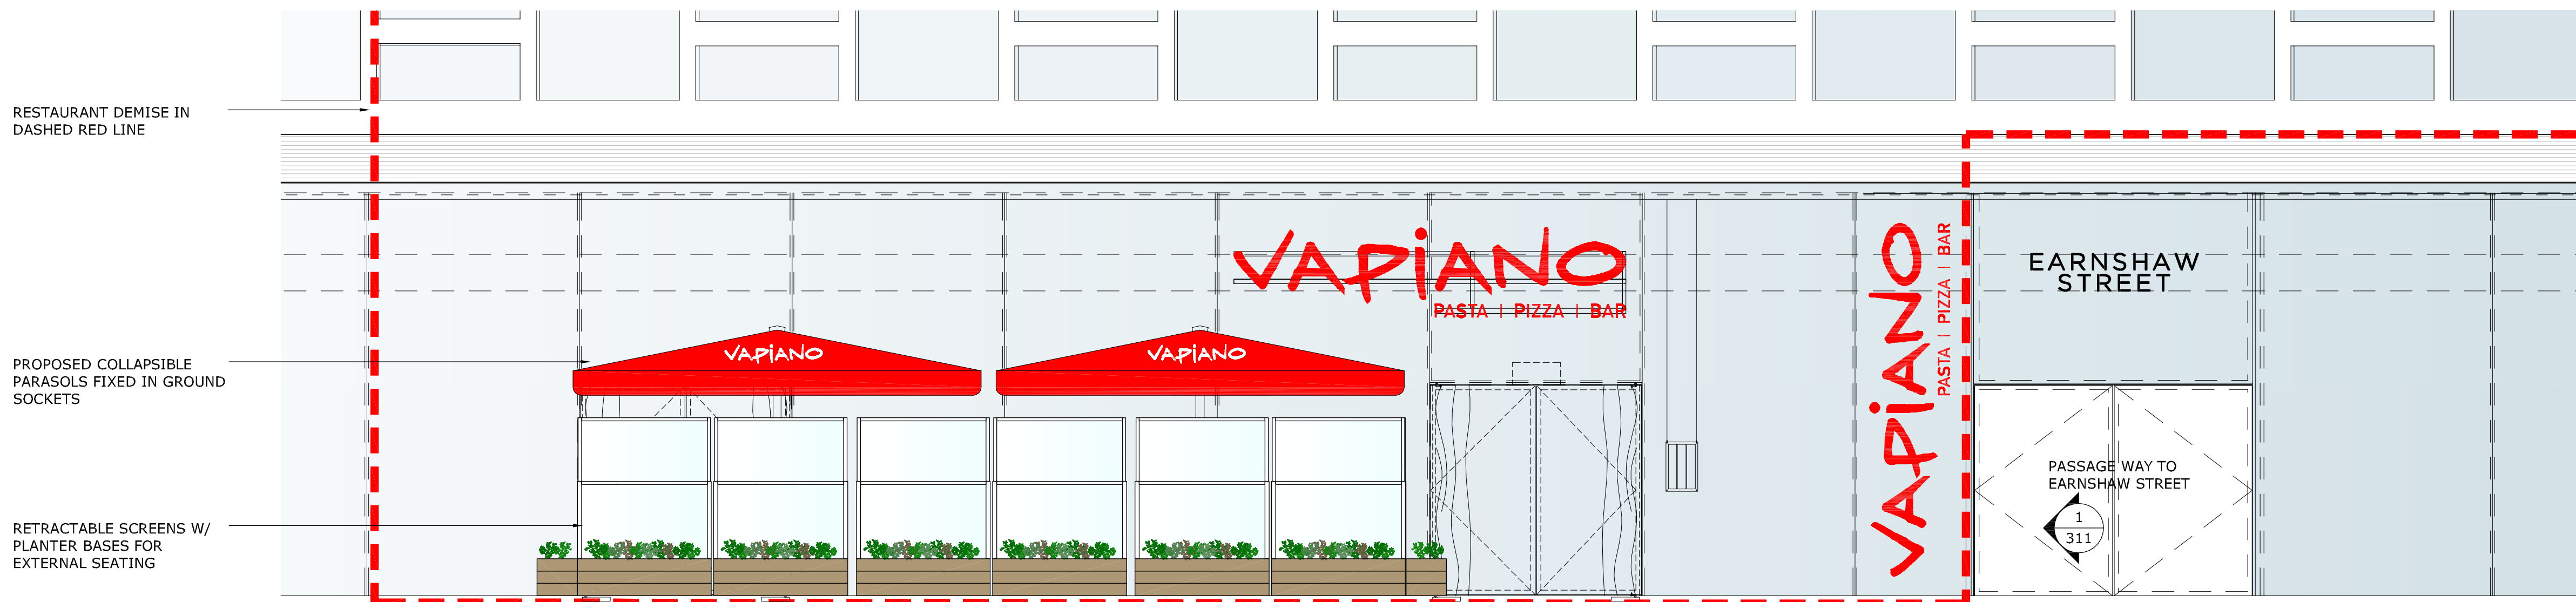 RESTAURANT DEMISE IN
DASHED RED LINE
PROPOSED COLLAPSIBLE
PARASOLS FIXED IN GROUND
SOCKETS
RETRACTABLE SCREENS W/
PLANTER BASES FOR
EXTERNAL SEATING
VAPiANO
VAPiANO
VAPiANO
PASTA | PIZZA | BAR
VAPiANO
PASTA | PIZZA | BAR
EARNSHAW
STREET
PASSAGE WAY TO
EARNSHAW STREET
1
311